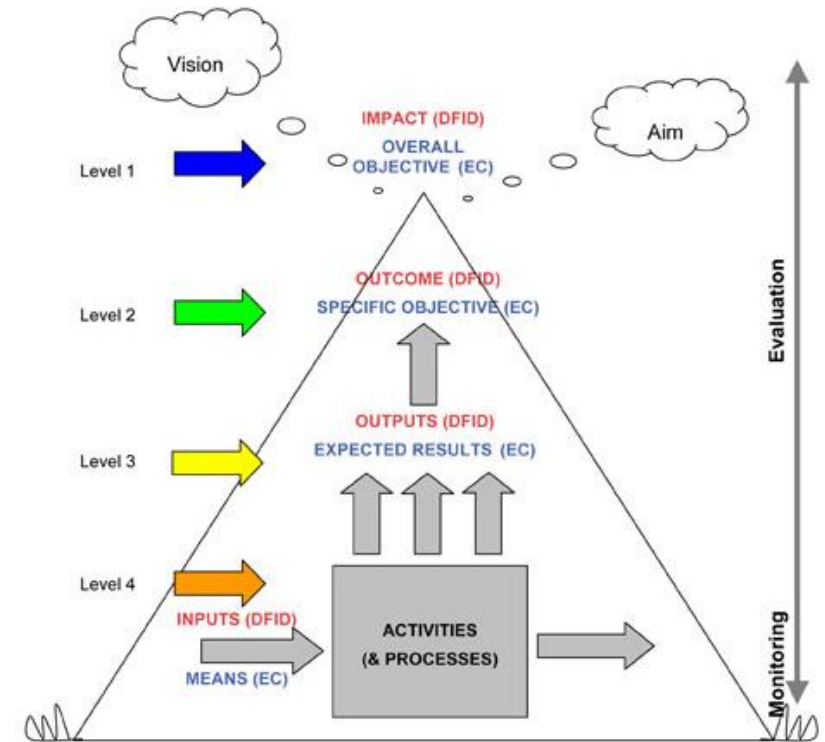 Vision
Aim
IMPACT (DFID)
OVERALL
OBJECTIVE (EC)
Level 1
OUTCOME (DFID)
SPECIFIC OBJECTIVE (EC)
Level 2
OUTPUTS (DFID)
EXPECTED RESULTS (EC)
Level 3
Level 4
INPUTS (DFID)
MEANS (EC)
ACTIVITIES
(& PROCESSES)
Evaluation
Monitoring